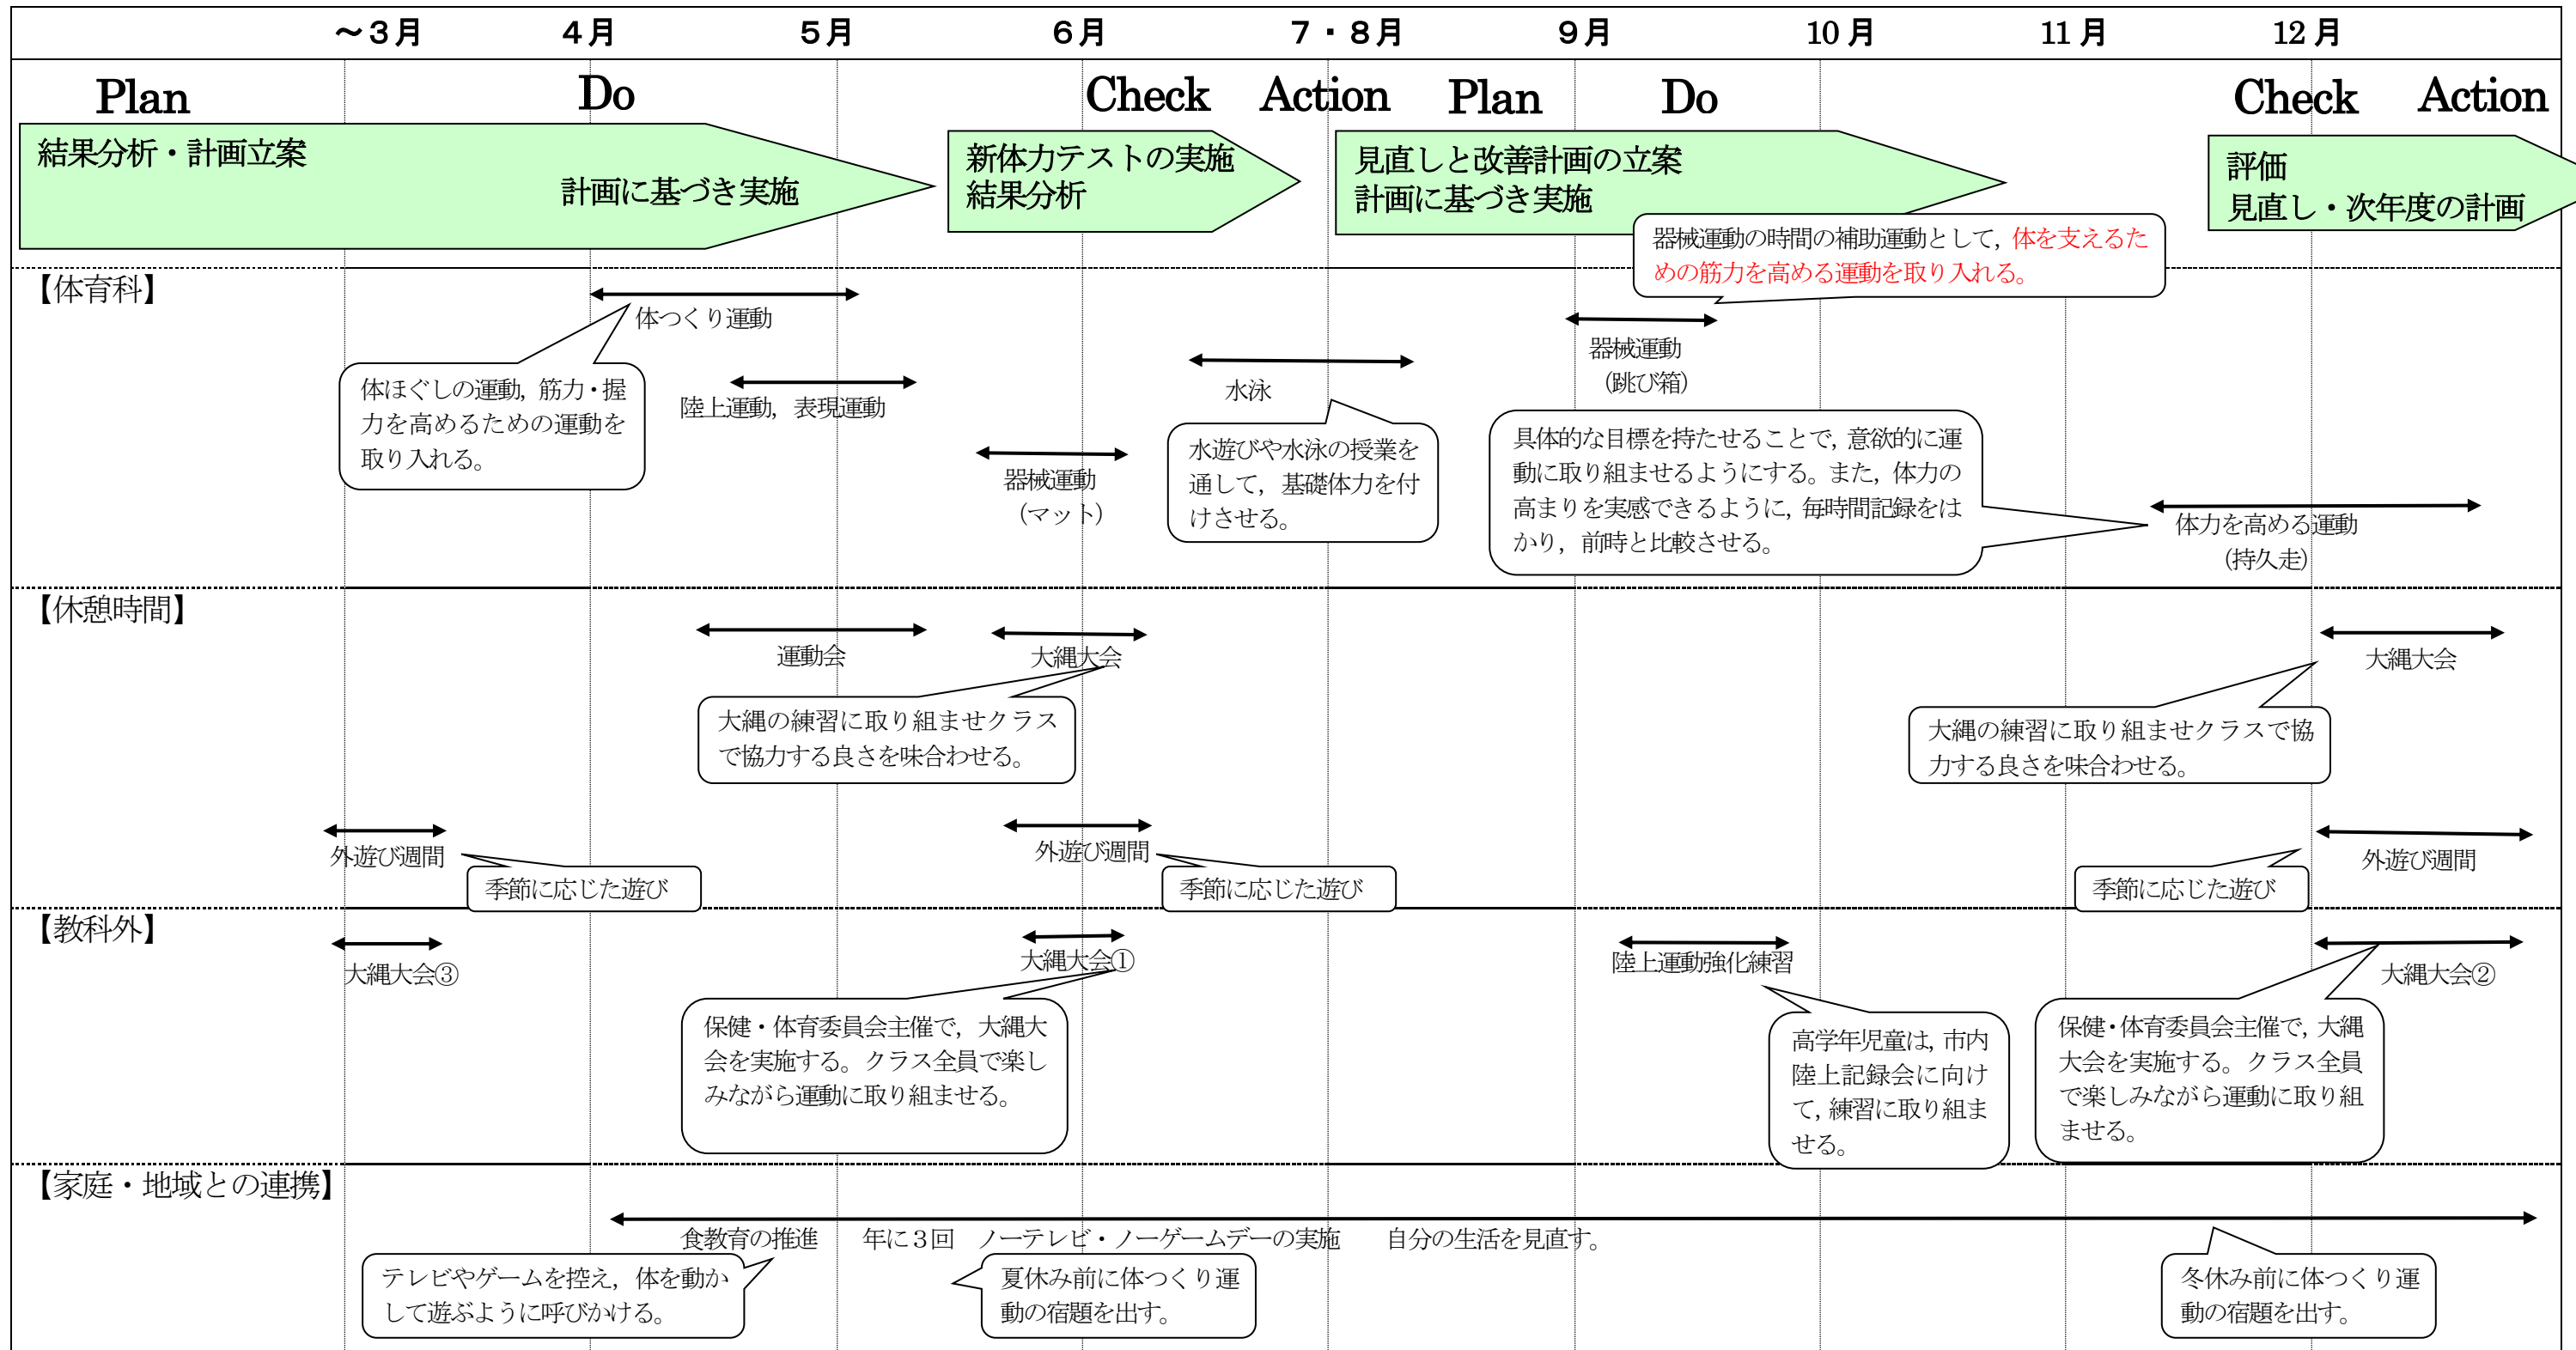 ～３月　４月　５月　６月　７・８月　９月　10 月　11 月　12 月
Plan　Do　Check　Action　Plan　Do　Check　Action
結果分析・計画立案
計画に基づき実施
新体力テストの実施
結果分析
見直しと改善計画の立案
計画に基づき実施
評価
見直し・次年度の計画
器械運動の時間の補助運動として，体を支えるた
めの筋力を高める運動を取り入れる。
【体育科】
体つくり運動
体ほぐしの運動，筋力・握
力を高めるための運動を
取り入れる。
陸上運動，表現運動
器械運動
（マット）
水泳
水遊びや水泳の授業を
通して，基礎体力を付
けさせる。
器械運動
（跳び箱）
具体的な目標を持たせることで，意欲的に運
動に取り組ませるようにする。また，体力の
高まりを実感できるように，毎時間記録をは
かり，前時と比較させる。
体力を高める運動
（持久走）
【休憩時間】
運動会
大縄大会
大縄大会
大縄の練習に取り組ませクラス
で協力する良さを味合わせる。
大縄の練習に取り組ませクラスで協
力する良さを味合わせる。
外遊び週間
季節に応じた遊び
外遊び週間
季節に応じた遊び
外遊び週間
季節に応じた遊び
【教科外】
大縄大会③
大縄大会①
陸上運動強化練習
大縄大会②
保健・体育委員会主催で，大縄大
会を実施する。クラス全員で楽し
みながら運動に取り組ませる。
高学年児童は，市内
陸上記録会に向け
て，練習に取り組ま
せる。
保健・体育委員会主催で，大縄
大会を実施する。クラス全員
で楽しみながら運動に取り組
ませる。
【家庭・地域との連携】
食教育の推進　　年に３回　ノーテレビ・ノーゲームデーの実施　　自分の生活を見直す。
テレビやゲームを控え，体を動か
して遊ぶように呼びかける。
夏休み前に体つくり運
動の宿題を出す。
冬休み前に体つくり運
動の宿題を出す。